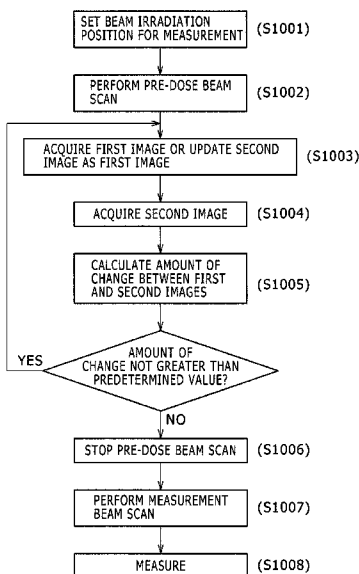 SET BEAM IRRADIATION
POSITION FOR MEASUREMENT
(S1001)
PERFORM PRE-DOSE BEAM
SCAN
(S1002)
ACQUIRE FIRST IMAGE OR UPDATE SECOND
IMAGE AS FIRST IMAGE
(S1003)
ACQUIRE SECOND IMAGE
(S1004)
CALCULATE AMOUNT OF
CHANGE BETWEEN FIRST
AND SECOND IMAGES
(S1005)
YES
AMOUNT OF
CHANGE NOT GREATER THAN
PREDETERMINED VALUE?
NO
STOP PRE-DOSE BEAM SCAN
(S1006)
PERFORM MEASUREMENT
BEAM SCAN
(S1007)
MEASURE
(S1008)